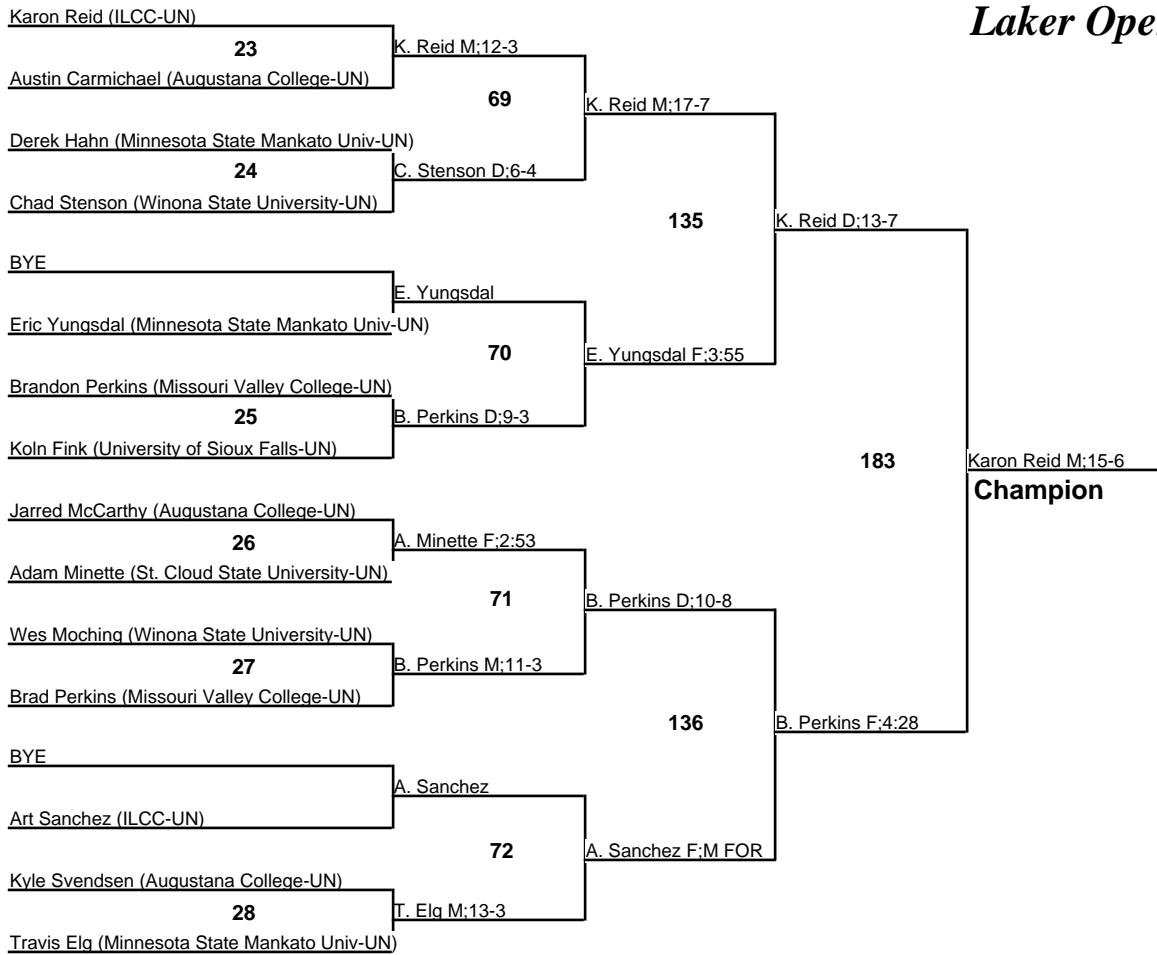 Laker Ope
Karon Reid (ILCC-UN)
23
K. Reid M;12-3
Austin Carmichael (Augustana College-UN)
69
K. Reid M;17-7
Derek Hahn (Minnesota State Mankato Univ-UN)
24
C. Stenson D;6-4
Chad Stenson (Winona State University-UN)
135
K. Reid D;13-7
BYE
E. Yungsdal
Eric Yungsdal (Minnesota State Mankato Univ-UN)
70
E. Yungsdal F;3:55
Brandon Perkins (Missouri Valley College-UN)
25
B. Perkins D;9-3
Koln Fink (University of Sioux Falls-UN)
183
Karon Reid M;15-6
Champion
Jarred McCarthy (Augustana College-UN)
26
A. Minette F;2:53
Adam Minette (St. Cloud State University-UN)
71
B. Perkins D;10-8
Wes Moching (Winona State University-UN)
27
B. Perkins M;11-3
Brad Perkins (Missouri Valley College-UN)
136
B. Perkins F;4:28
BYE
A. Sanchez
Art Sanchez (ILCC-UN)
72
A. Sanchez F;M FOR
Kyle Svendsen (Augustana College-UN)
28
T. Elg M;13-3
Travis Elg (Minnesota State Mankato Univ-UN)